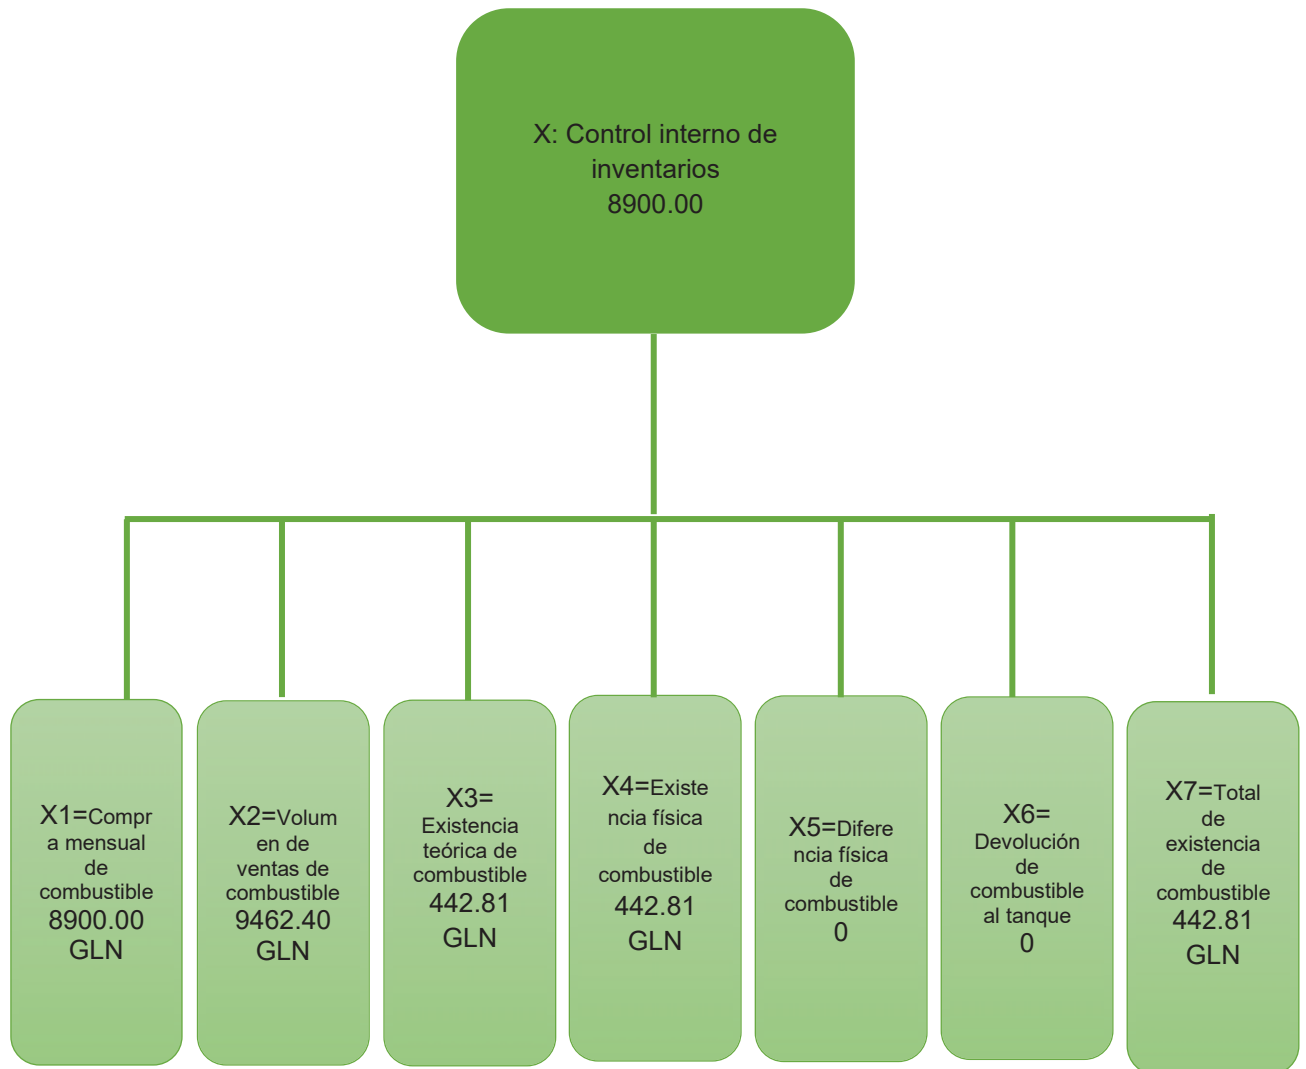 X: Control interno de
inventarios
8900.00
X1=Compr
a mensual
de
combustible
8900.00
GLN
X2=Volum
en de
ventas de
combustible
9462.40
GLN
X3=
Existencia
teórica de
combustible
442.81
GLN
X4=Existe
ncia física
de
combustible
442.81
GLN
X5=Difere
ncia física
de
combustible
0
X6=
Devolución
de
combustible
al tanque
0
X7=Total
de
existencia
de
combustible
442.81
GLN